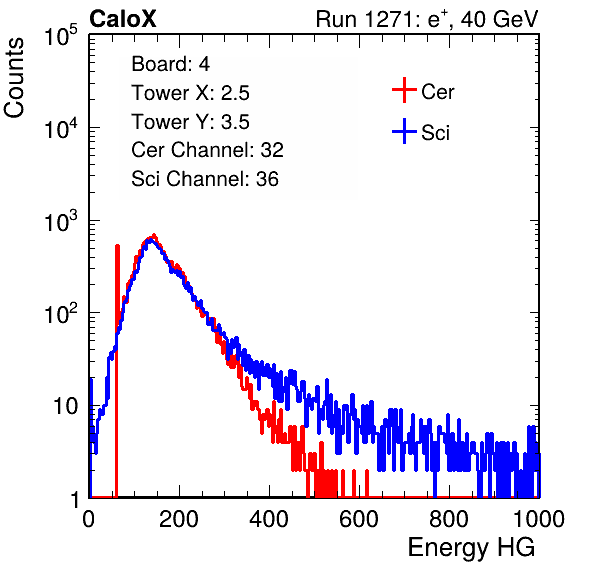 CaloX Run 1271: e⁺, 40 GeV
Counts
Board: 4
Tower X: 2.5
Tower Y: 3.5
Cer Channel: 32
Sci Channel: 36
Cer
Sci
10⁵
10⁴
10³
10²
10
1
0 200 400 600 800 1000
Energy HG